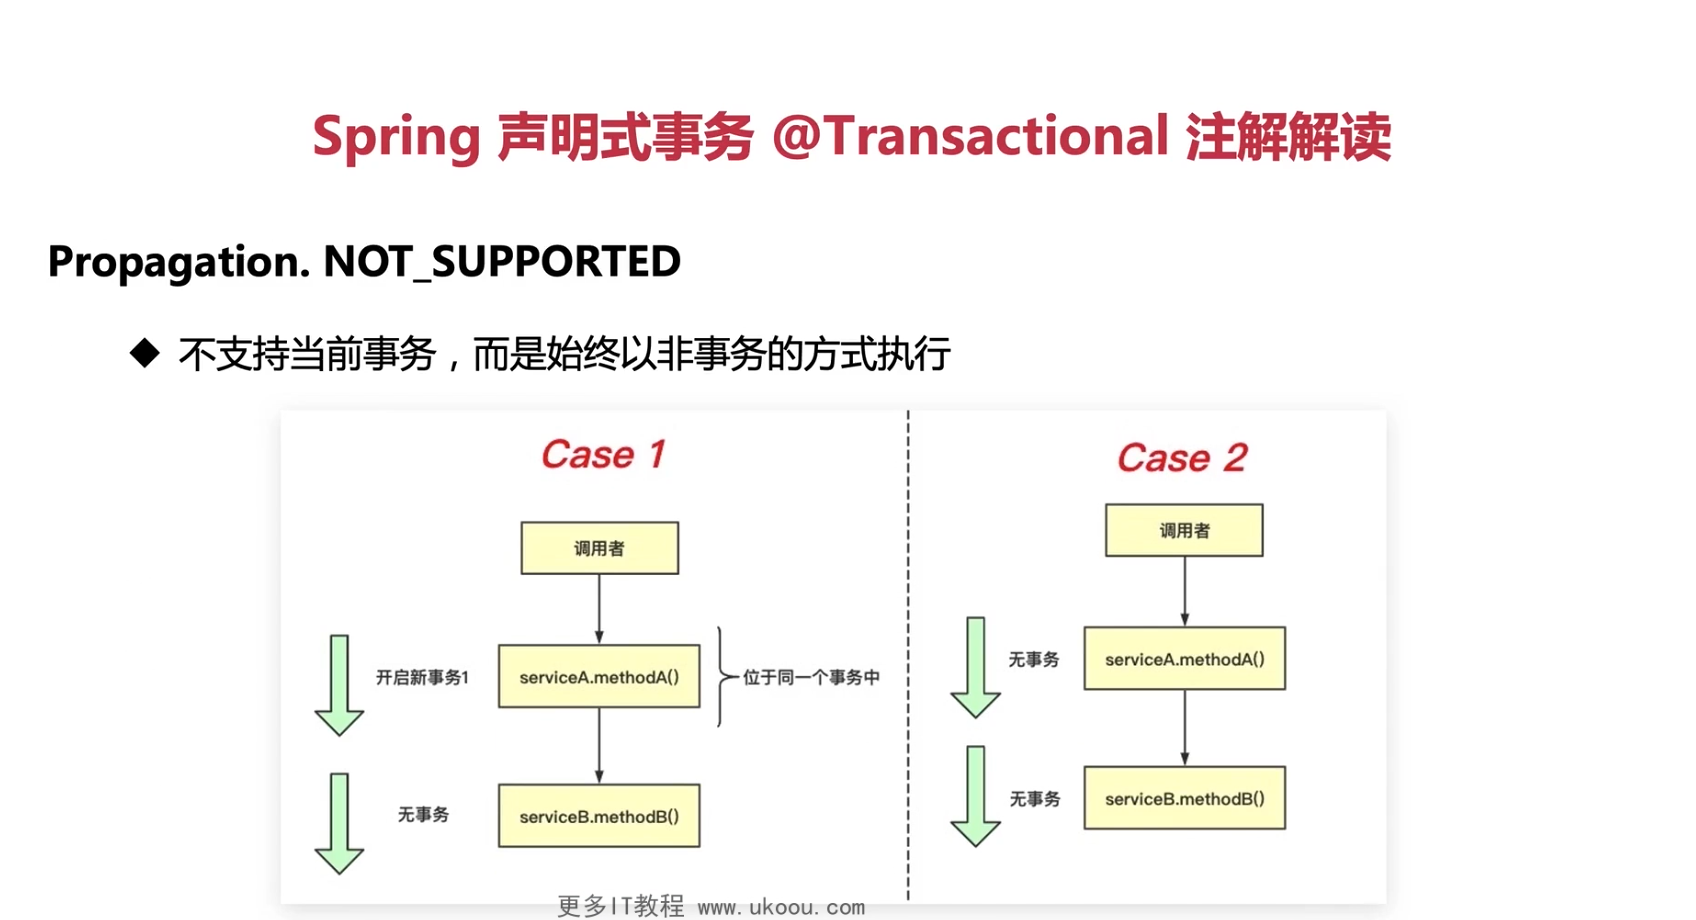 Spring 声明式事务 @Transactional 注解解读
Propagation. NOT_SUPPORTED
◆ 不支持当前事务，而是始终以非事务的方式执行
Case 1
调用者
开启新事务1
serviceA.methodA()
位于同一个事务中
无事务
serviceB.methodB()
Case 2
调用者
无事务
serviceA.methodA()
无事务
serviceB.methodB()
更多IT教程 www.ukoou.com